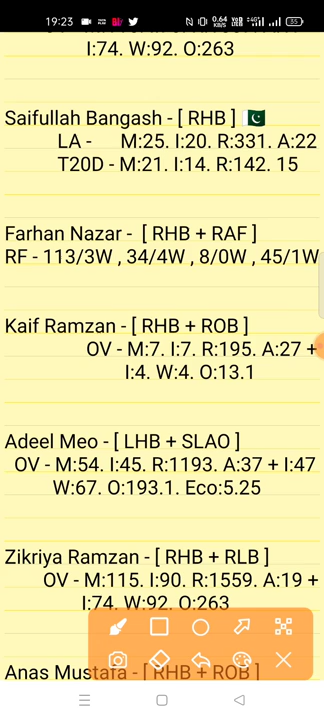 19:23
0.64 KB/S
55
I:74. W:92. O:263
Saifullah Bangash - [ RHB ] 🇵🇰
LA - M:25. I:20. R:331. A:22
T20D - M:21. I:14. R:142. 15
Farhan Nazar - [ RHB + RAF ]
RF - 113/3W , 34/4W , 8/0W , 45/1W
Kaif Ramzan - [ RHB + ROB ]
OV - M:7. I:7. R:195. A:27 +
I:4. W:4. O:13.1
Adeel Meo - [ LHB + SLAO ]
OV - M:54. I:45. R:1193. A:37 + I:47
W:67. O:193.1. Eco:5.25
Zikriya Ramzan - [ RHB + RLB ]
OV - M:115. I:90. R:1559. A:19 +
I:74. W:92. O:263
Anas Mustafa - [ RHB + ROB ]